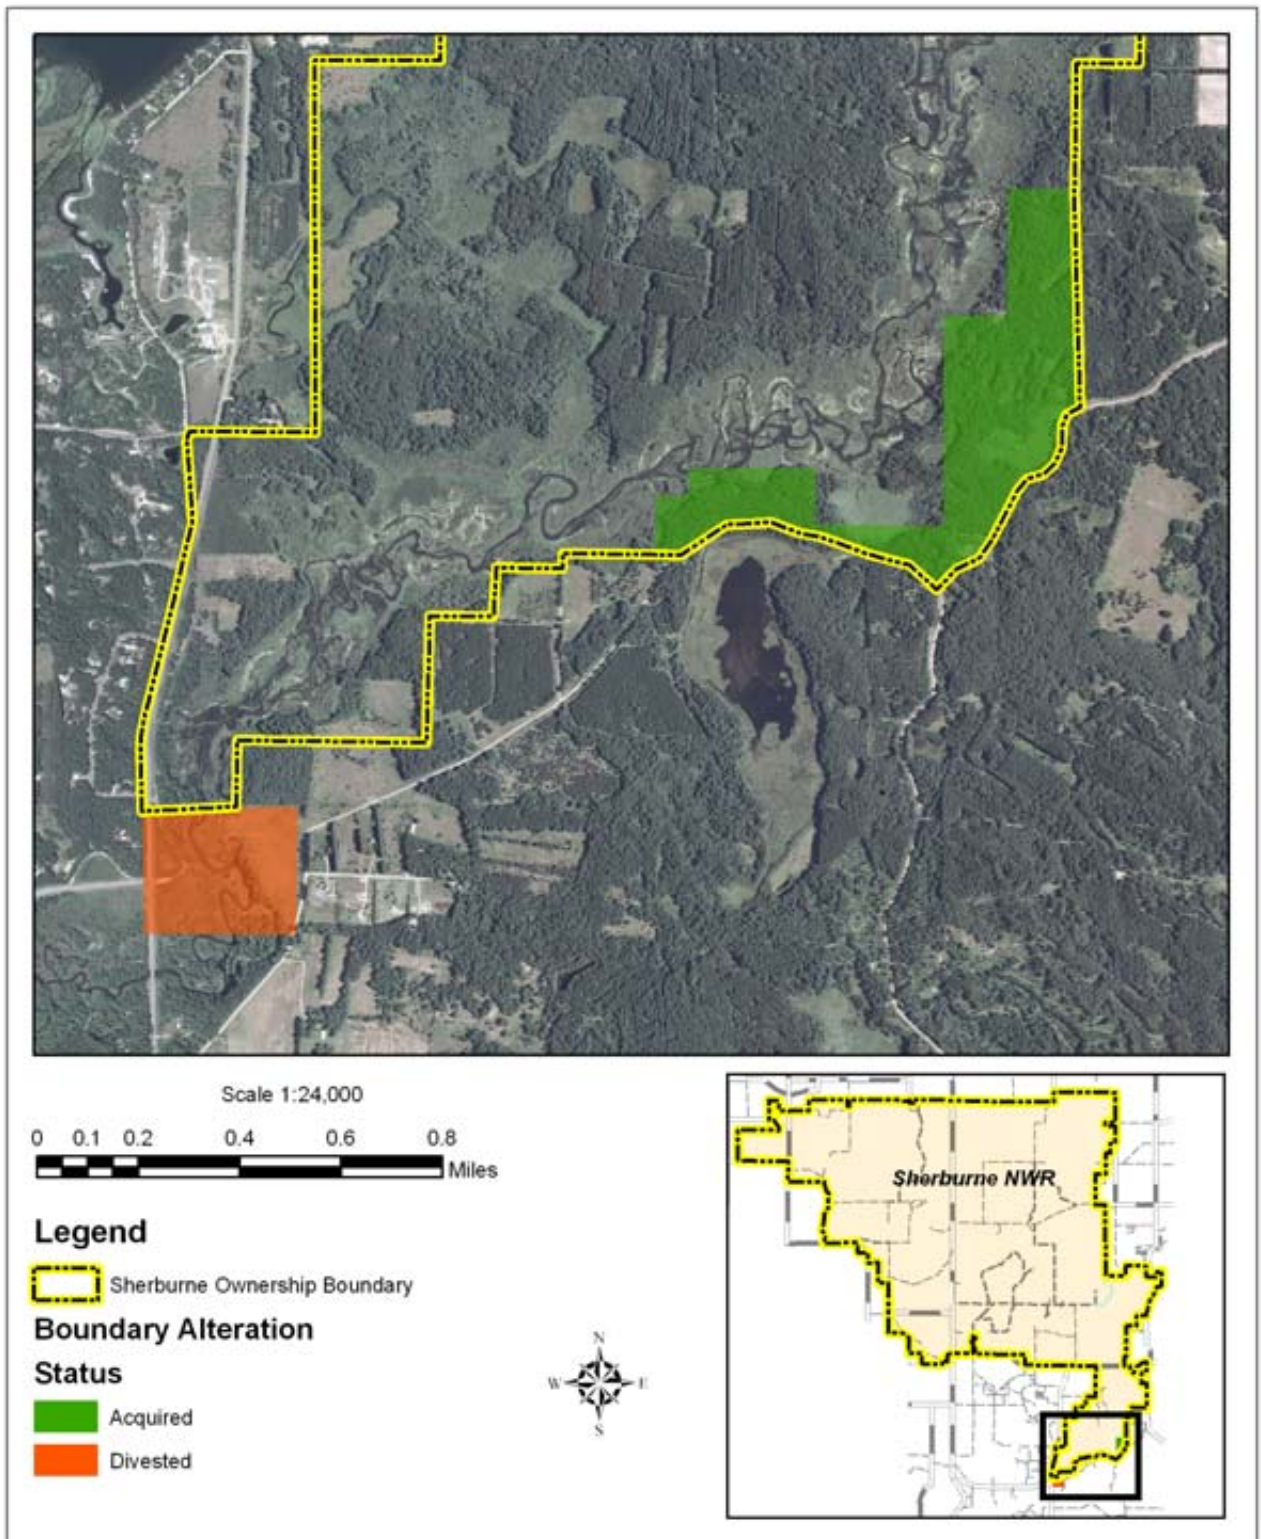 Scale 1:24,000
0 0.1 0.2 0.4 0.6 0.8
Miles
Legend
Sherburne Ownership Boundary
Boundary Alteration
Status
Acquired
Divested
N
W E
S
Sherburne NWR